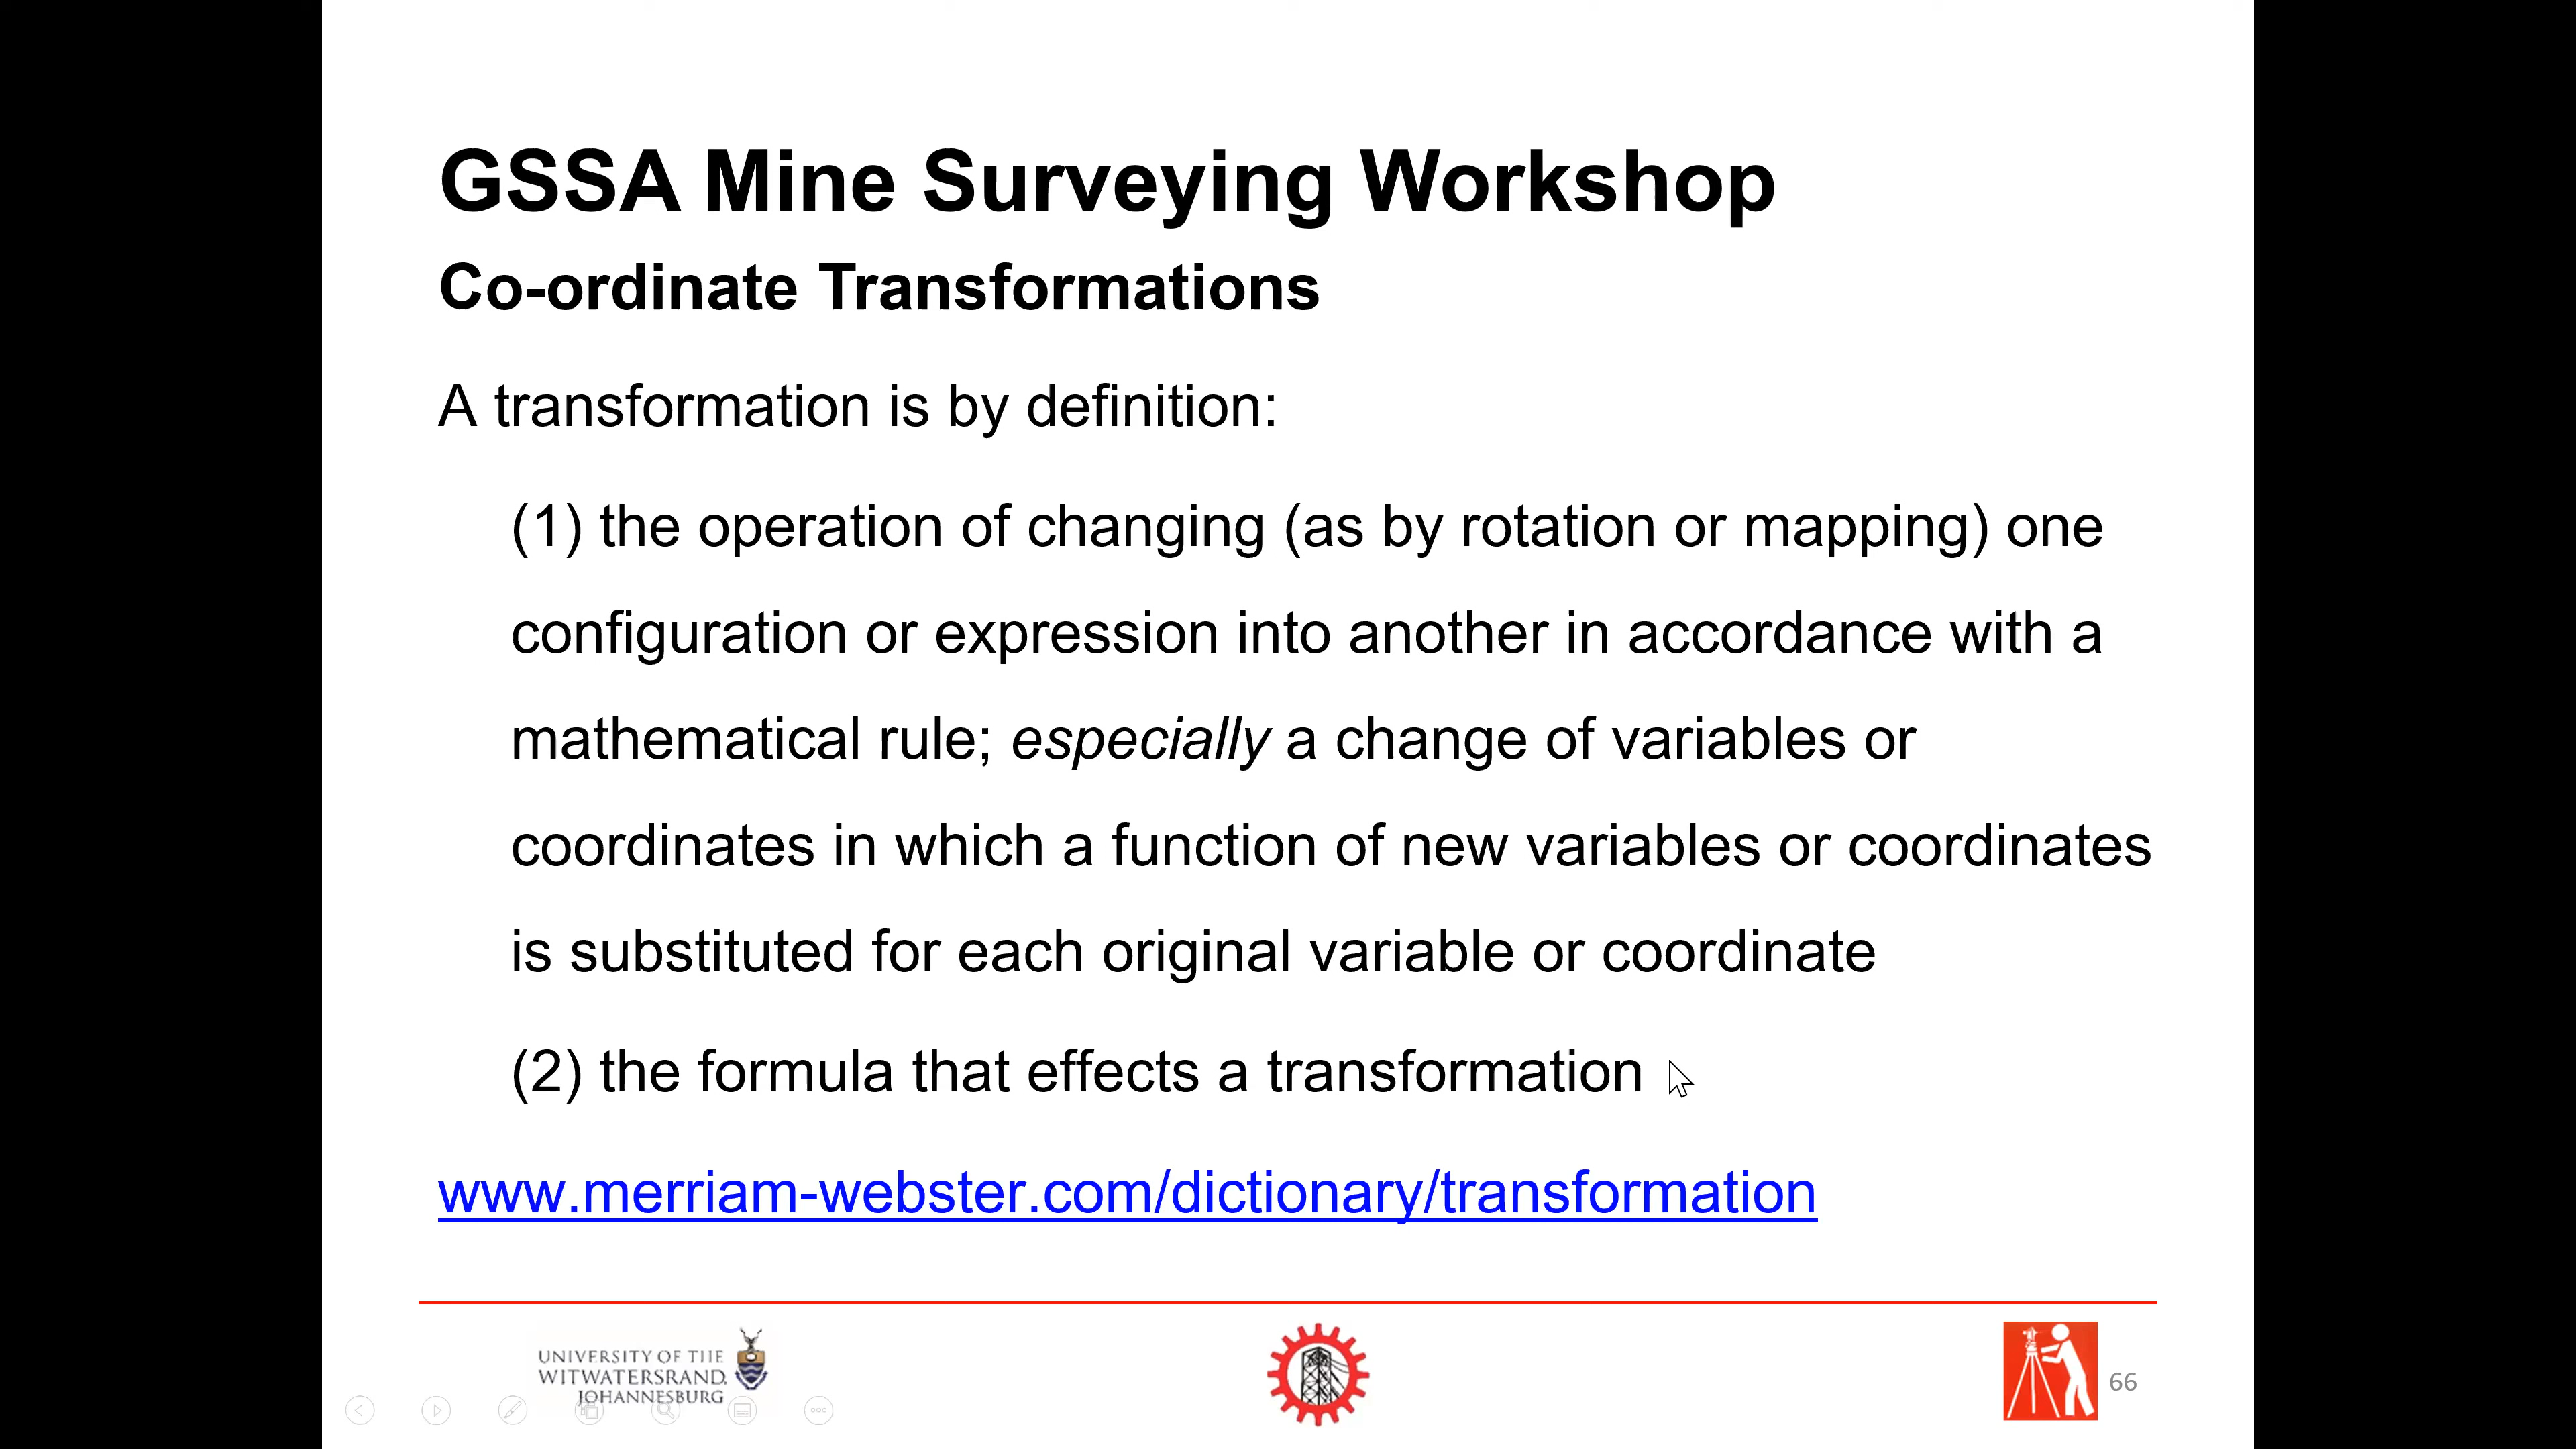 GSSA Mine Surveying Workshop
Co-ordinate Transformations
A transformation is by definition:
(1) the operation of changing (as by rotation or mapping) one
configuration or expression into another in accordance with a
mathematical rule; especially a change of variables or
coordinates in which a function of new variables or coordinates
is substituted for each original variable or coordinate
(2) the formula that effects a transformation
www.merriam-webster.com/dictionary/transformation
UNIVERSITY OF THE
WITWATERSRAND,
JOHANNESBURG
66